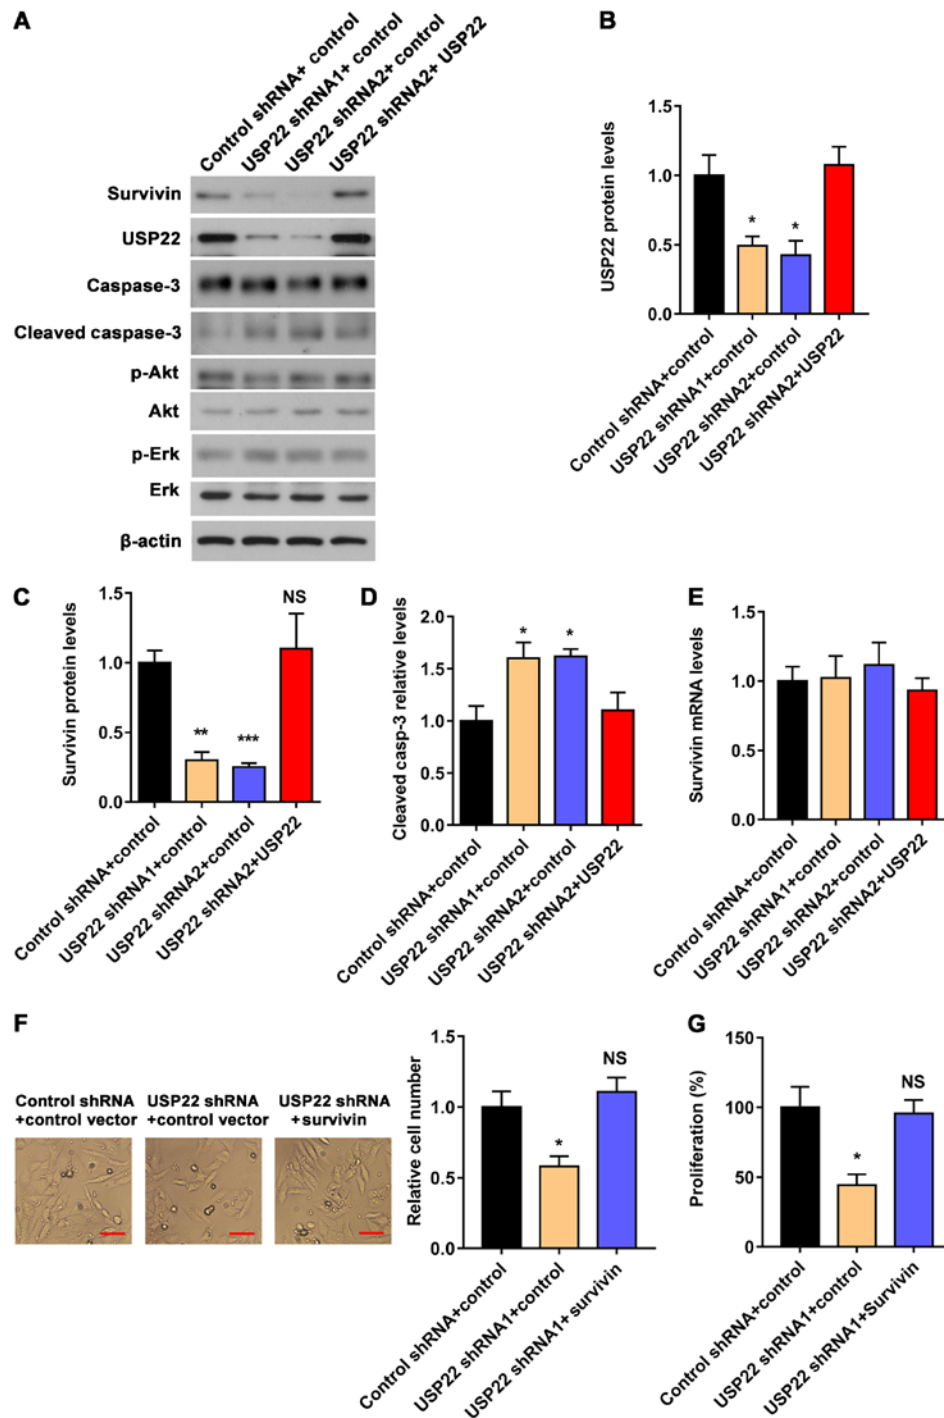 A
Control shRNA+ control
USP22 shRNA1+ control
USP22 shRNA2+ control
USP22 shRNA2+ USP22
Survivin
USP22
Caspase-3
Cleaved caspase-3
p-Akt
Akt
p-Erk
Erk
β-actin
B
USP22 protein levels
1.5
1.0
0.5
0.0
*
*
Control shRNA+control
USP22 shRNA1+control
USP22 shRNA2+control
USP22 shRNA2+USP22
C
Survivin protein levels
1.5
1.0
0.5
0.0
**
***
NS
Control shRNA+control
USP22 shRNA1+control
USP22 shRNA2+control
USP22 shRNA2+USP22
D
Cleaved casp-3 relative levels
2.0
1.5
1.0
0.5
0.0
*
*
Control shRNA+control
USP22 shRNA1+control
USP22 shRNA2+control
USP22 shRNA2+USP22
E
Survivin mRNA levels
1.5
1.0
0.5
0.0
Control shRNA+control
USP22 shRNA1+control
USP22 shRNA2+control
USP22 shRNA2+USP22
F
Control shRNA
+control vector
USP22 shRNA
+control vector
USP22 shRNA
+survivin
Relative cell number
1.5
1.0
0.5
0.0
*
NS
Control shRNA+control
USP22 shRNA1+control
USP22 shRNA1+survivin
G
Proliferation (%)
150
100
50
0
*
NS
Control shRNA+control
USP22 shRNA1+control
USP22 shRNA1+Survivin